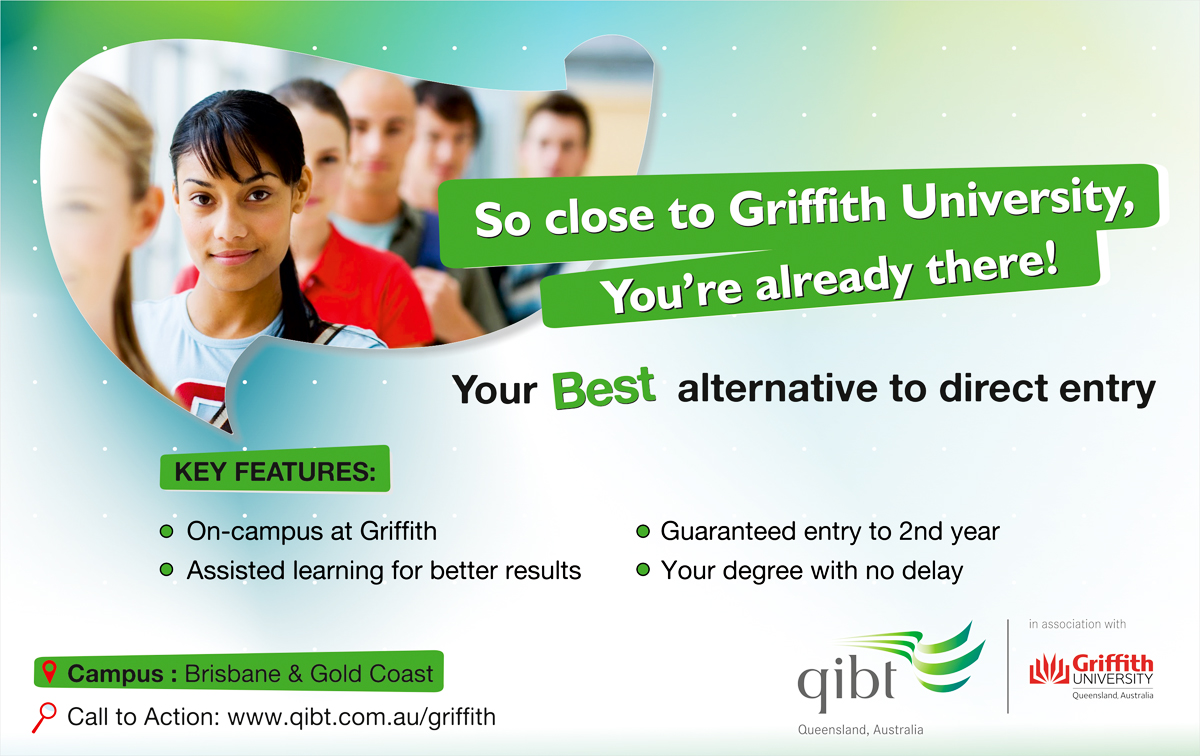 So close to Griffith University,
You're already there!
Your Best alternative to direct entry
KEY FEATURES:
On-campus at Griffith
Assisted learning for better results
Guaranteed entry to 2nd year
Your degree with no delay
Campus : Brisbane & Gold Coast
Call to Action: www.qibt.com.au/griffith
qibt
Queensland, Australia
in association with
Griffith
UNIVERSITY
Queensland, Australia